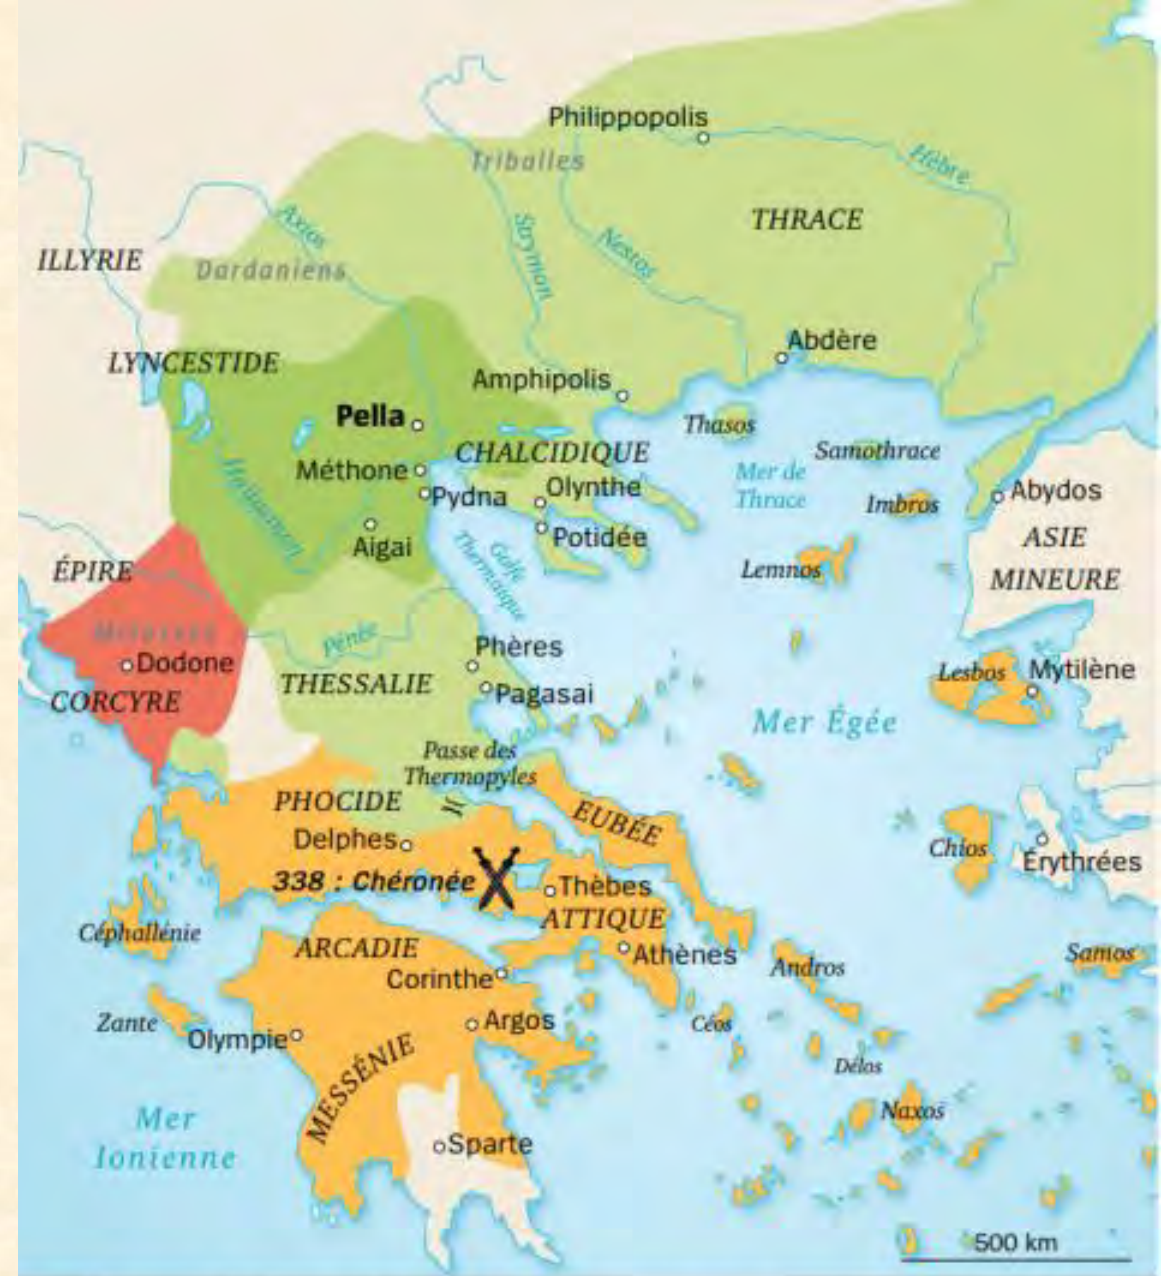 Philippopolis
Triballes
Hèbre
THRACE
Axios
Strymon
Nestos
ILLYRIE
Dardaniens
Abdère
LYNCESTIDE
Amphipolis
Pella
Thasos
CHALCIDIQUE
Samothrace
Méthone
Mer de
Thrace
Olynthe
Pydna
Imbros
Abydos
Potidée
Aigai
Golfe
Thermaïque
ASIE
MINEURE
ÉPIRE
Lemnos
Pénée
Phères
Dodone
THESSALIE
Pagasai
Lesbos
Mytilène
CORCYRE
Mer Égée
Passe des
Thermopyles
PHOCIDE
EUBÉE
Delphes
Chios
Érythrées
338 : Chéronée
Thèbes
ATTIQUE
Céphallénie
ARCADIE
Athènes
Andros
Samos
Corinthe
Zante
Olympie
Argos
Céos
MESSÉNIE
Délos
Naxos
Mer
Ionienne
Sparte
500 km